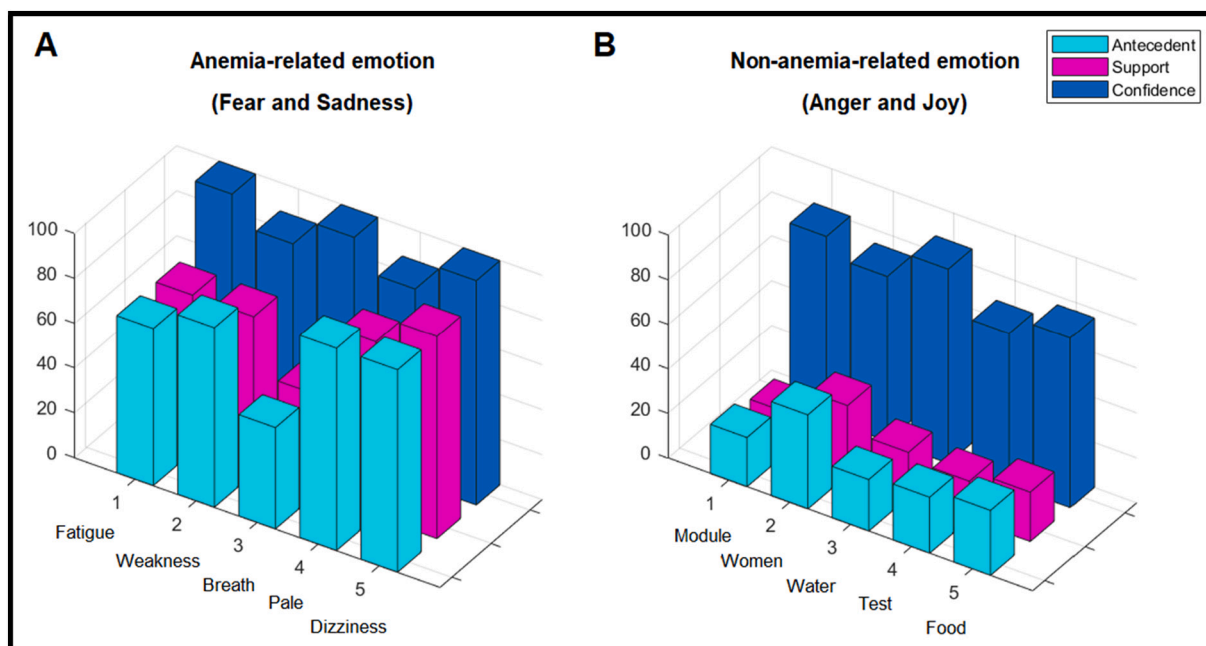 A
Anemia-related emotion
(Fear and Sadness)
100
80
60
40
20
0
1
2
3
4
5
Fatigue
Weakness
Breath
Pale
Dizziness
B
Non-anemia-related emotion
(Anger and Joy)
Antecedent
Support
Confidence
100
80
60
40
20
0
1
2
3
4
5
Module
Women
Water
Test
Food